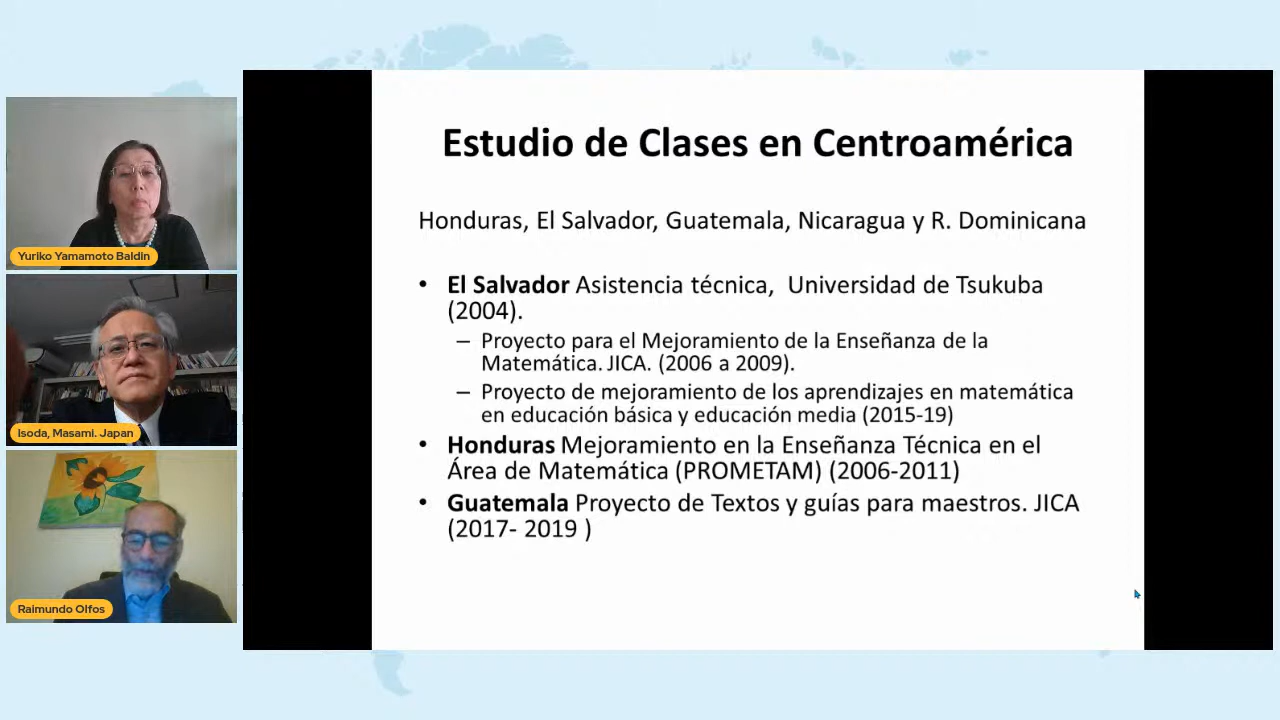 Yuriko Yamamoto Baldin
Isoda, Masami. Japan
Raimundo Olfos
Estudio de Clases en Centroamérica
Honduras, El Salvador, Guatemala, Nicaragua y R. Dominicana
• El Salvador Asistencia técnica, Universidad de Tsukuba
(2004).
– Proyecto para el Mejoramiento de la Enseñanza de la
Matemática. JICA. (2006 a 2009).
– Proyecto de mejoramiento de los aprendizajes en matemática
en educación básica y educación media (2015-19)
• Honduras Mejoramiento en la Enseñanza Técnica en el
Área de Matemática (PROMETAM) (2006-2011)
• Guatemala Proyecto de Textos y guías para maestros. JICA
(2017- 2019 )